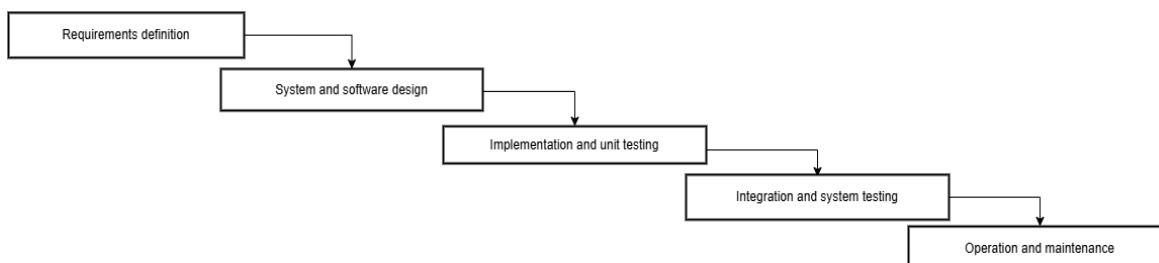 Requirements definition
System and software design
Implementation and unit testing
Integration and system testing
Operation and maintenance